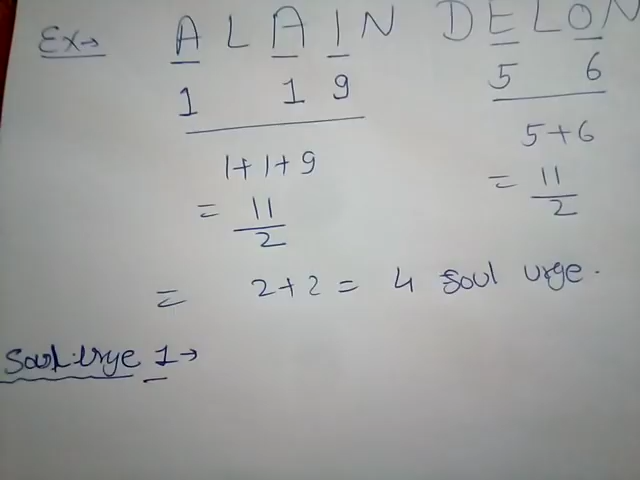 Ex→ ALAIN DELON
1 1 9 5 6
1+1+9 5+6
= 11/2 = 11/2
= 2+2 = 4 soul urge.
Soul urge 1→